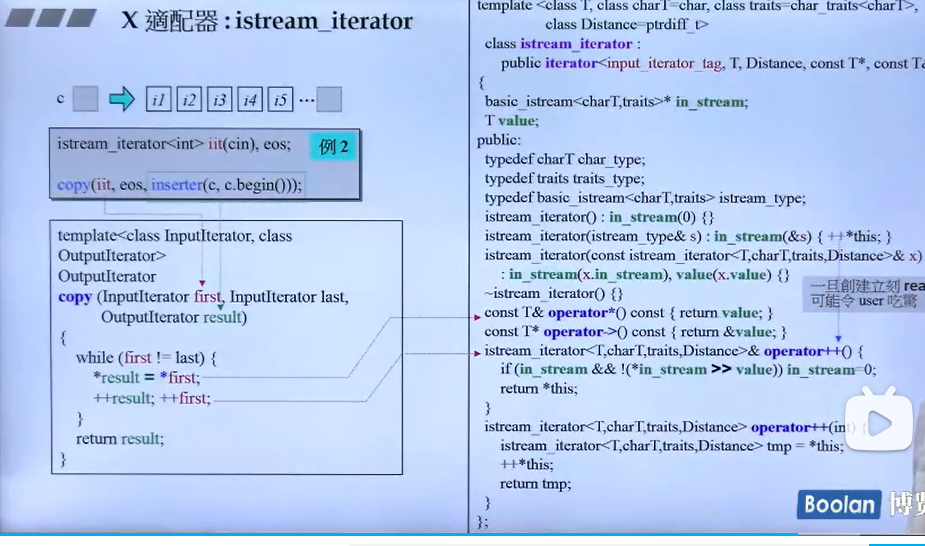 X 適配器 : istream_iterator
c
i1 i2 i3 i4 i5 ...
istream_iterator<int> iit(cin), eos;
例 2
copy(iit, eos, inserter(c, c.begin()));
template<class InputIterator, class
OutputIterator>
OutputIterator
copy (InputIterator first, InputIterator last,
OutputIterator result)
{
while (first != last) {
*result = *first;
++result; ++first;
}
return result;
}
template <class T, class charT=char, class traits=char_traits<charT>,
class Distance=ptrdiff_t>
class istream_iterator :
public iterator<input_iterator_tag, T, Distance, const T*, const T&
{
basic_istream<charT,traits>* in_stream;
T value;
public:
typedef charT char_type;
typedef traits traits_type;
typedef basic_istream<charT,traits> istream_type;
istream_iterator() : in_stream(0) {}
istream_iterator(istream_type& s) : in_stream(&s) { ++*this; }
istream_iterator(const istream_iterator<T,charT,traits,Distance>& x)
: in_stream(x.in_stream), value(x.value) {}
~istream_iterator() {}
一旦創建立刻 rea
可能令 user 吃驚
const T& operator*() const { return value; }
const T* operator->() const { return &value; }
istream_iterator<T,charT,traits,Distance>& operator++() {
if (in_stream && !(*in_stream >> value)) in_stream=0;
return *this;
}
istream_iterator<T,charT,traits,Distance> operator++(int) {
istream_iterator<T,charT,traits,Distance> tmp = *this;
++*this;
return tmp;
}
};
Boolan 博